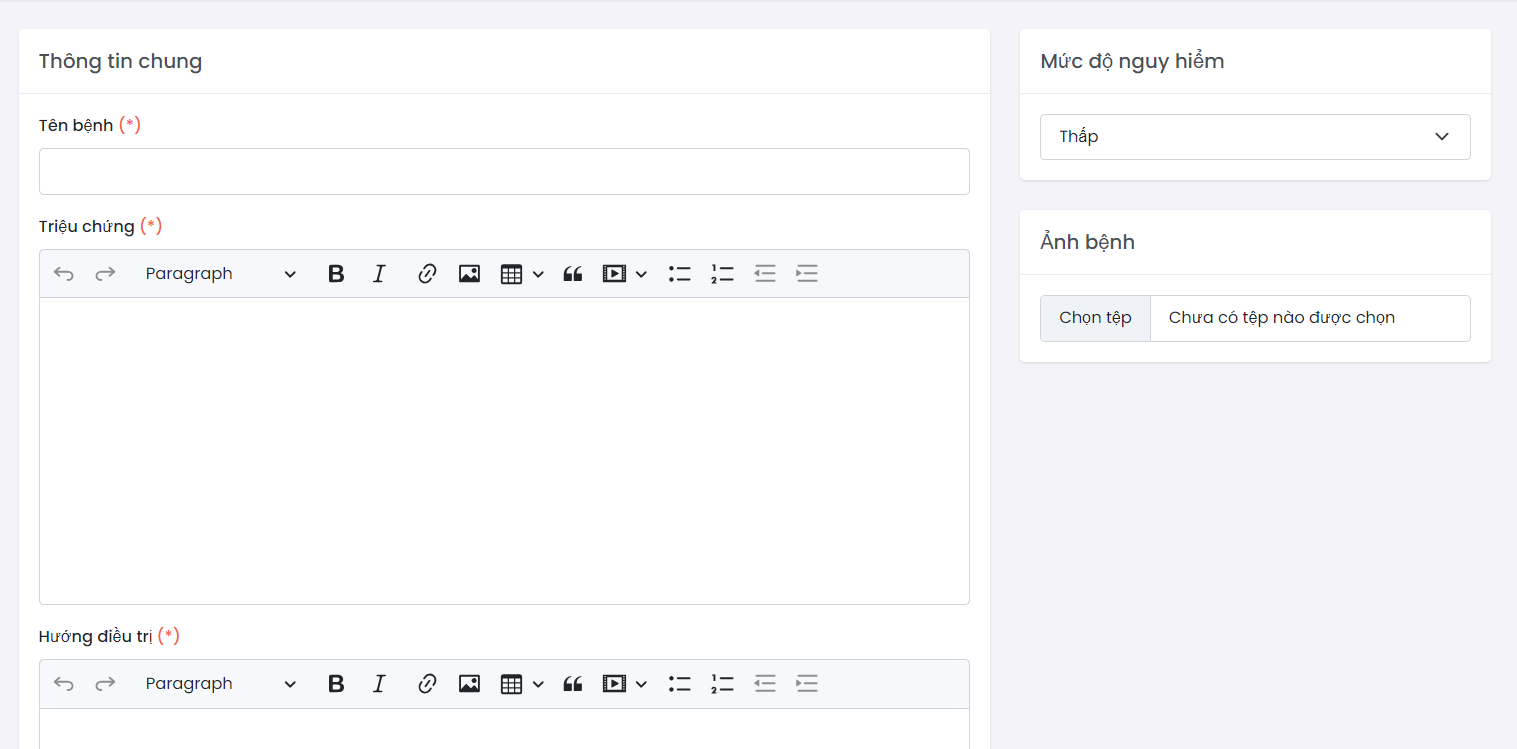 Thông tin chung
Tên bệnh (*)
Triệu chứng (*)
Paragraph
Hướng điều trị (*)
Paragraph
Mức độ nguy hiểm
Thấp
Ảnh bệnh
Chọn tệp Chưa có tệp nào được chọn